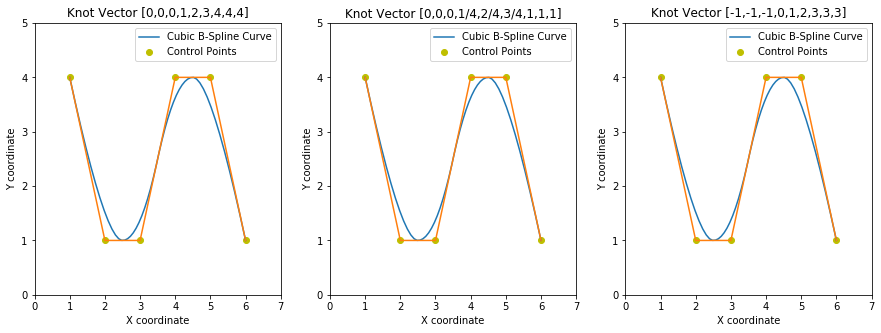 Knot Vector [0,0,0,1,2,3,4,4,4]
Cubic B-Spline Curve
Control Points
5
4
3
2
1
0
Y coordinate
0 1 2 3 4 5 6 7
X coordinate
Knot Vector [0,0,0,1/4,2/4,3/4,1,1,1]
Cubic B-Spline Curve
Control Points
5
4
3
2
1
0
Y coordinate
0 1 2 3 4 5 6 7
X coordinate
Knot Vector [-1,-1,-1,0,1,2,3,3,3]
Cubic B-Spline Curve
Control Points
5
4
3
2
1
0
Y coordinate
0 1 2 3 4 5 6 7
X coordinate